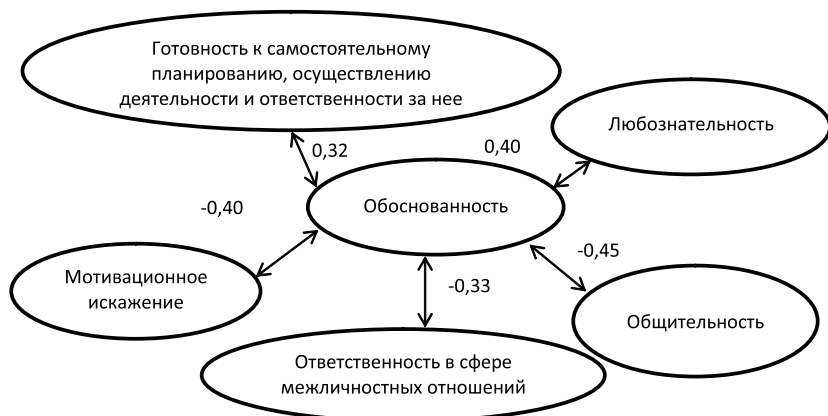 Готовность к самостоятельному
планированию, осуществлению
деятельности и ответственности за нее
Любознательность
0,32
0,40
-0,40
Обоснованность
-0,45
Мотивационное
искажение
-0,33
Общительность
Ответственность в сфере
межличностных отношений